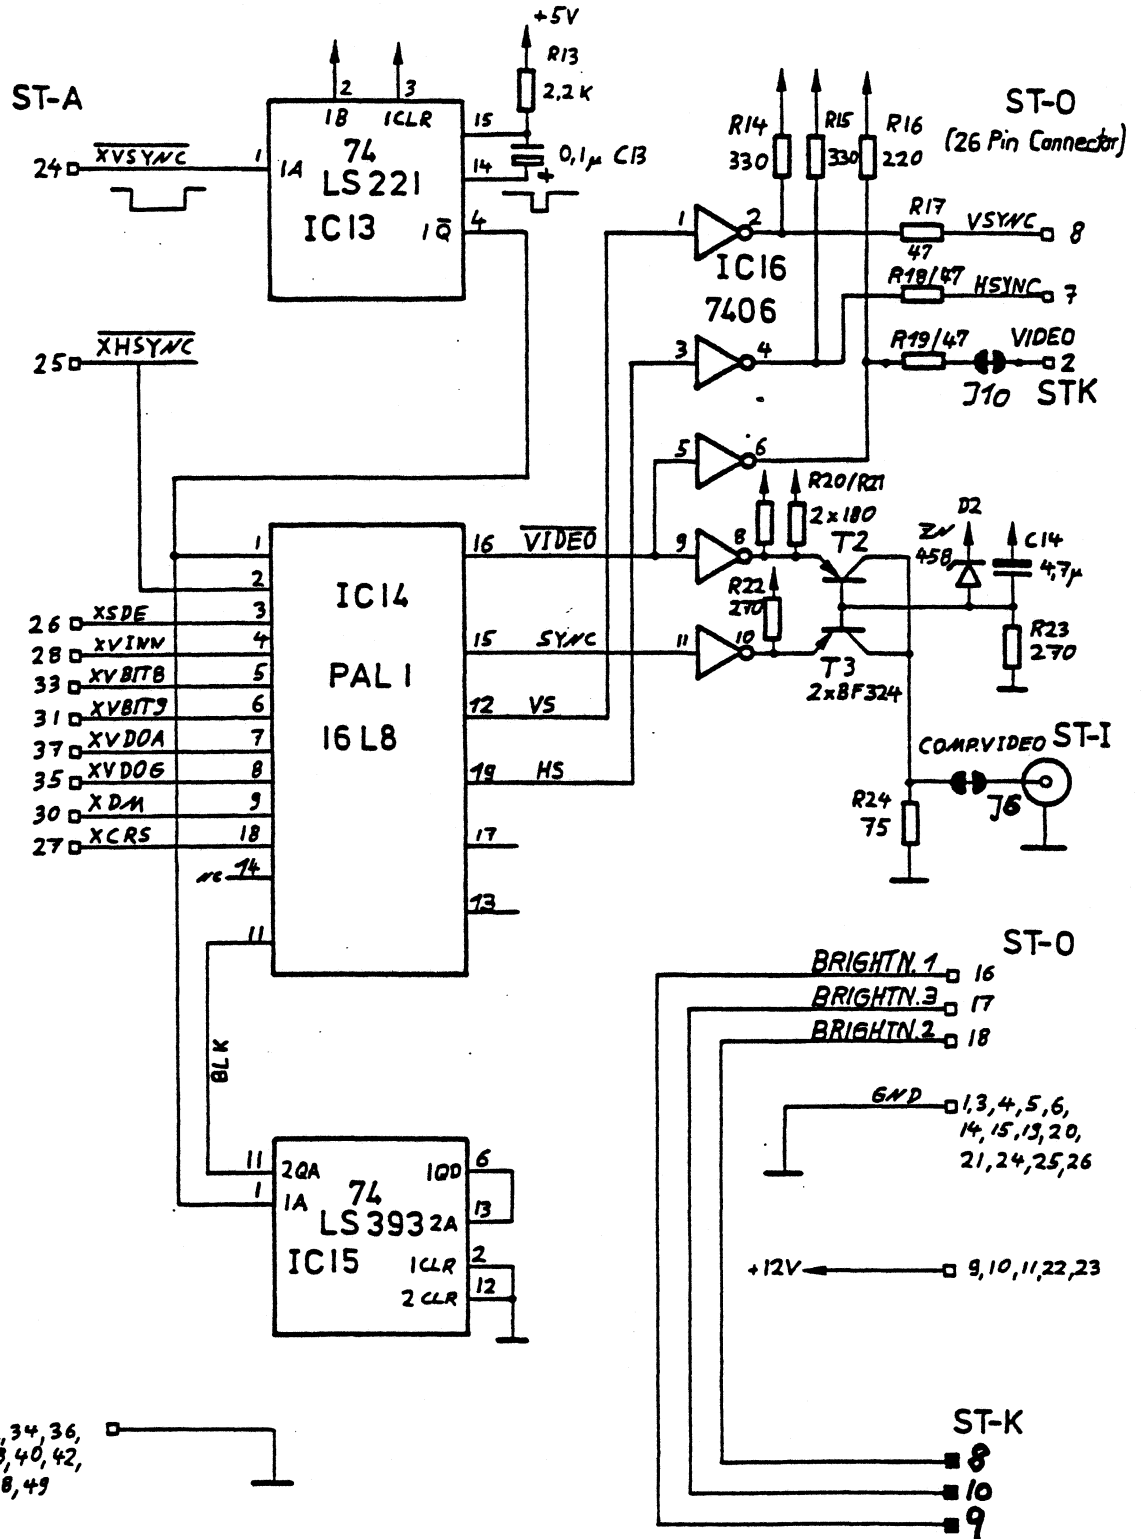 +5V
R13
2,2K
ST-A
2
3
1B
1CLR
15
74
LS221
IC13
14
0,1µ C13
+
24
XVSYNC
1
1A
1Q
4
ST-O
(26 Pin Connector)
R14
330
R15
330
R16
220
1
2
IC16
7406
R17
47
VSYNC
8
R18/47
HSYNC
7
R19/47
VIDEO
2
J10
STK
25
XHSYNC
3
4
5
6
R20/R21
2x180
T2
D2
ZN
458
C14
4,7µ
1
16
VIDEO
9
8
2
IC14
R22
270
26
XSDE
3
28
XVINN
4
15
SYNC
11
10
R23
270
33
XVBIT8
5
PAL 1
T3
2xBF324
31
XVBIT9
6
12
VS
37
XVDOA
7
16L8
COMP.VIDEO
ST-I
35
XVDOG
8
19
HS
30
XDM
9
R24
75
J6
27
XCRS
18
17
NC
14
13
11
BLK
ST-O
BRIGHTN.1
16
BRIGHTN.3
17
BRIGHTN.2
18
GND
1,3,4,5,6,
14,15,19,20,
21,24,25,26
11
2QA
1QD
6
1
1A
74
LS393
2A
13
IC15
1CLR
2
2CLR
12
+12V
9,10,11,22,23
,34,36,
,40,42,
8,49
ST-K
8
10
9